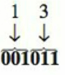 1 3
↓ ↓
001011